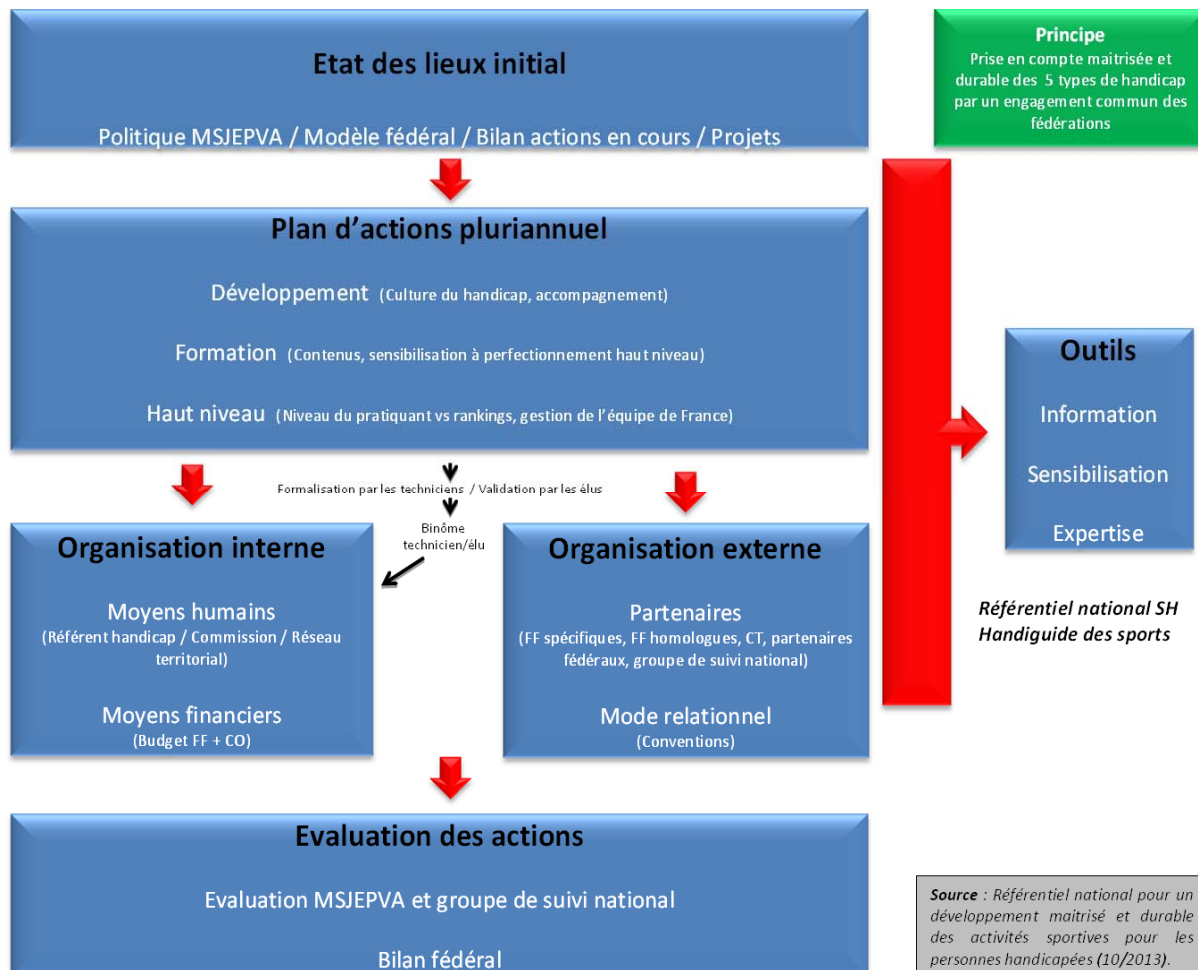 Etat des lieux initial
Politique MSJEPVA / Modèle fédéral / Bilan actions en cours / Projets
Principe
Prise en compte maitrisée et
durable des 5 types de handicap
par un engagement commun des
fédérations
Plan d’actions pluriannuel
Développement (Culture du handicap, accompagnement)
Formation (Contenus, sensibilisation à perfectionnement haut niveau)
Haut niveau (Niveau du pratiquant vs rankings, gestion de l’équipe de France)
Formalisation par les techniciens / Validation par les élus
Binôme
technicien/élu
Organisation interne
Moyens humains
(Référent handicap / Commission / Réseau
territorial)
Moyens financiers
(Budget FF + CO)
Organisation externe
Partenaires
(FF spécifiques, FF homologues, CT, partenaires
fédéraux, groupe de suivi national)
Mode relationnel
(Conventions)
Outils
Information
Sensibilisation
Expertise
Référentiel national SH
Handiguide des sports
Evaluation des actions
Evaluation MSJEPVA et groupe de suivi national
Bilan fédéral
Source : Référentiel national pour un
développement maitrisé et durable
des activités sportives pour les
personnes handicapées (10/2013).